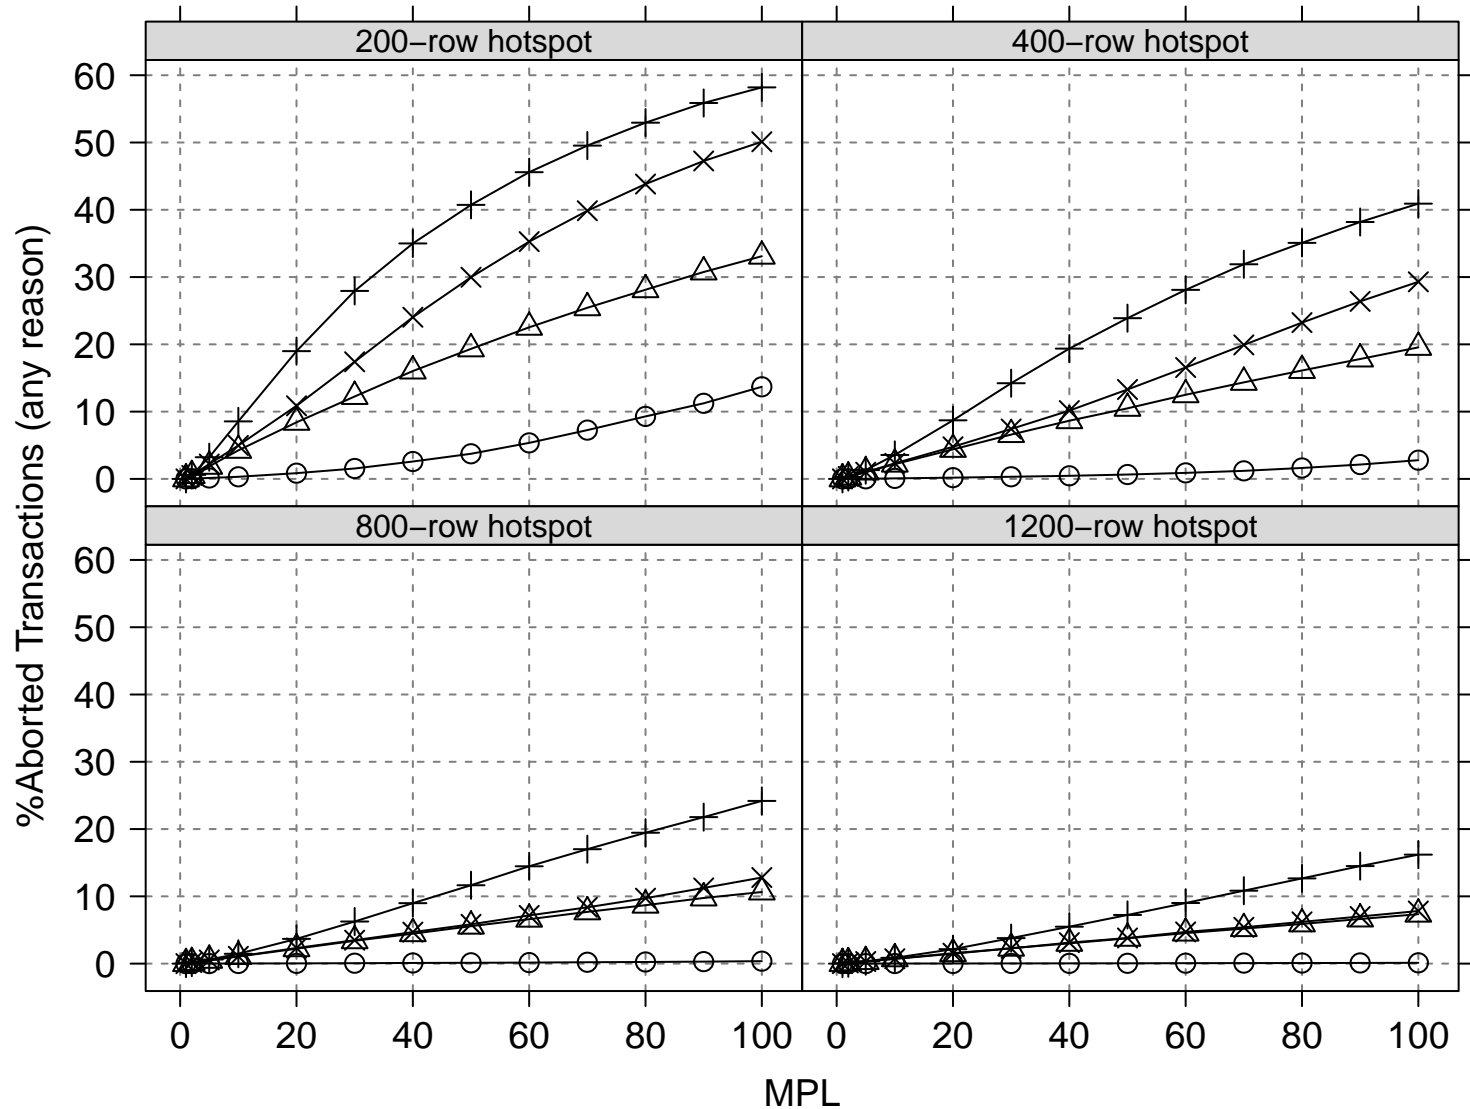 200−row hotspot
400−row hotspot
60
50
40
30
20
10
0
800−row hotspot
1200−row hotspot
60
50
40
30
20
10
0
%Aborted Transactions (any reason)
0 20 40 60 80 100 0 20 40 60 80 100
MPL